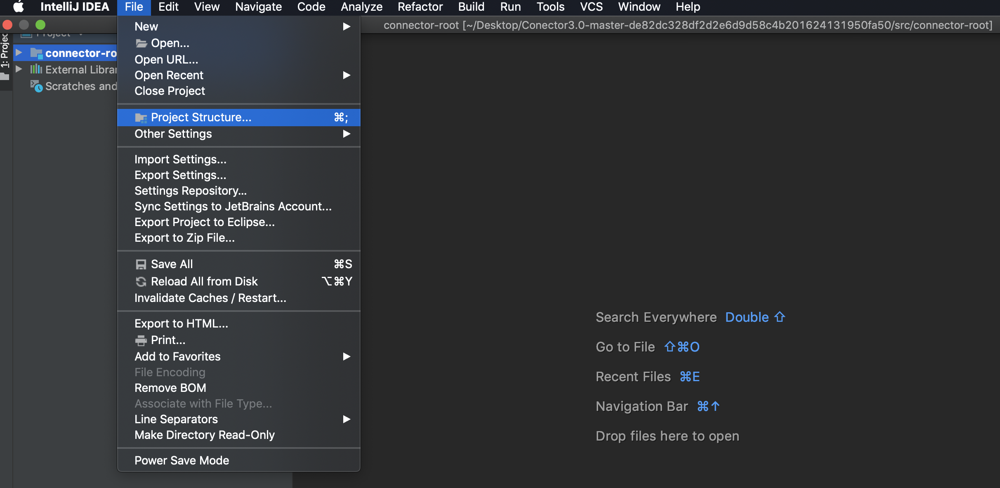 IntelliJ IDEA File Edit View Navigate Code Analyze Refactor Build Run Tools VCS Window Help
connector-root [~/Desktop/Conector3.0-master-de82dc328df2d2e6d9d58c4b201624131950fa50/src/connector-root]
Project
1: Projec
connector-ro
External Librar
Scratches and
New
Open...
Open URL...
Open Recent
Close Project
Project Structure... ⌘;
Other Settings
Import Settings...
Export Settings...
Settings Repository...
Sync Settings to JetBrains Account...
Export Project to Eclipse...
Export to Zip File...
Save All ⌘S
Reload All from Disk ⌥⌘Y
Invalidate Caches / Restart...
Export to HTML...
Print...
Add to Favorites
File Encoding
Remove BOM
Associate with File Type...
Line Separators
Make Directory Read-Only
Power Save Mode
Search Everywhere Double ⇧
Go to File ⇧⌘O
Recent Files ⌘E
Navigation Bar ⌘↑
Drop files here to open